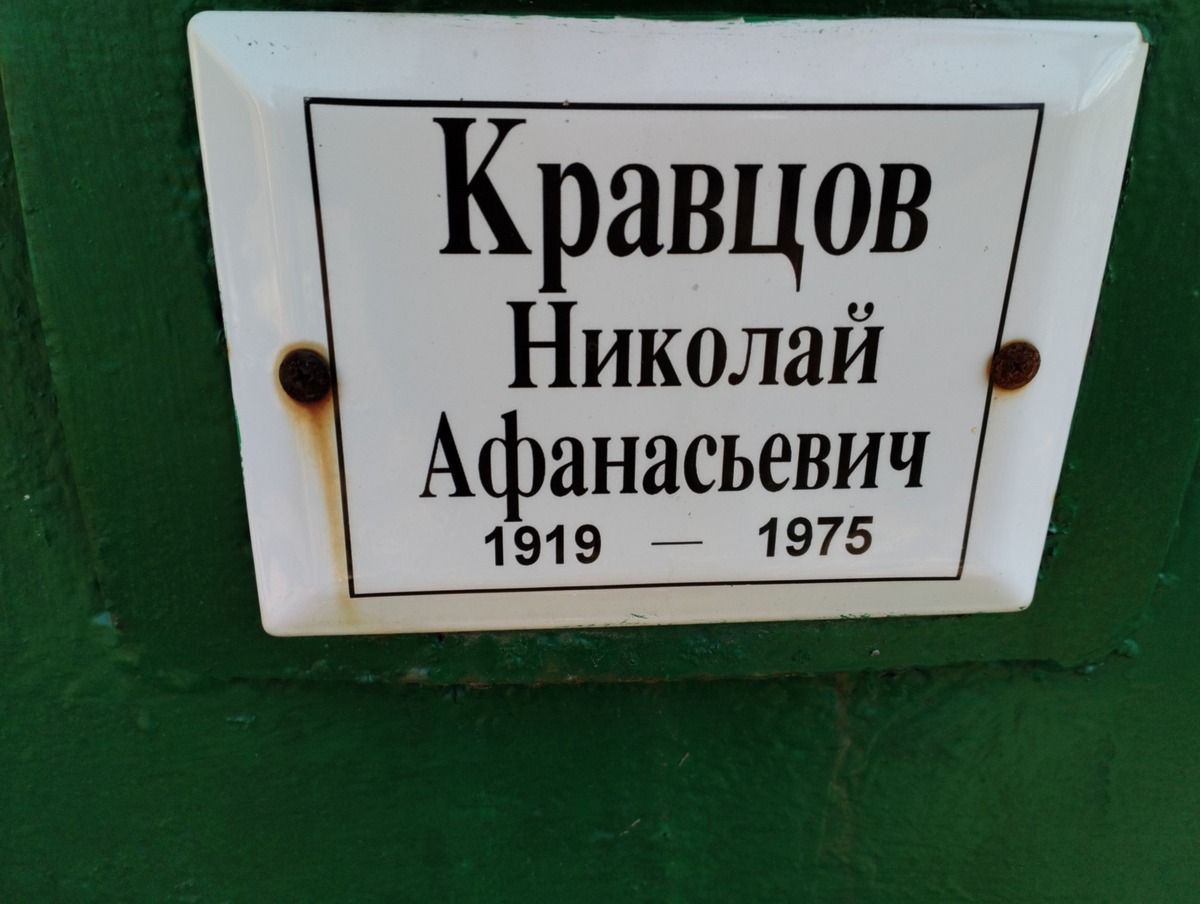 Кравцов
Николай
Афанасьевич
1919 — 1975